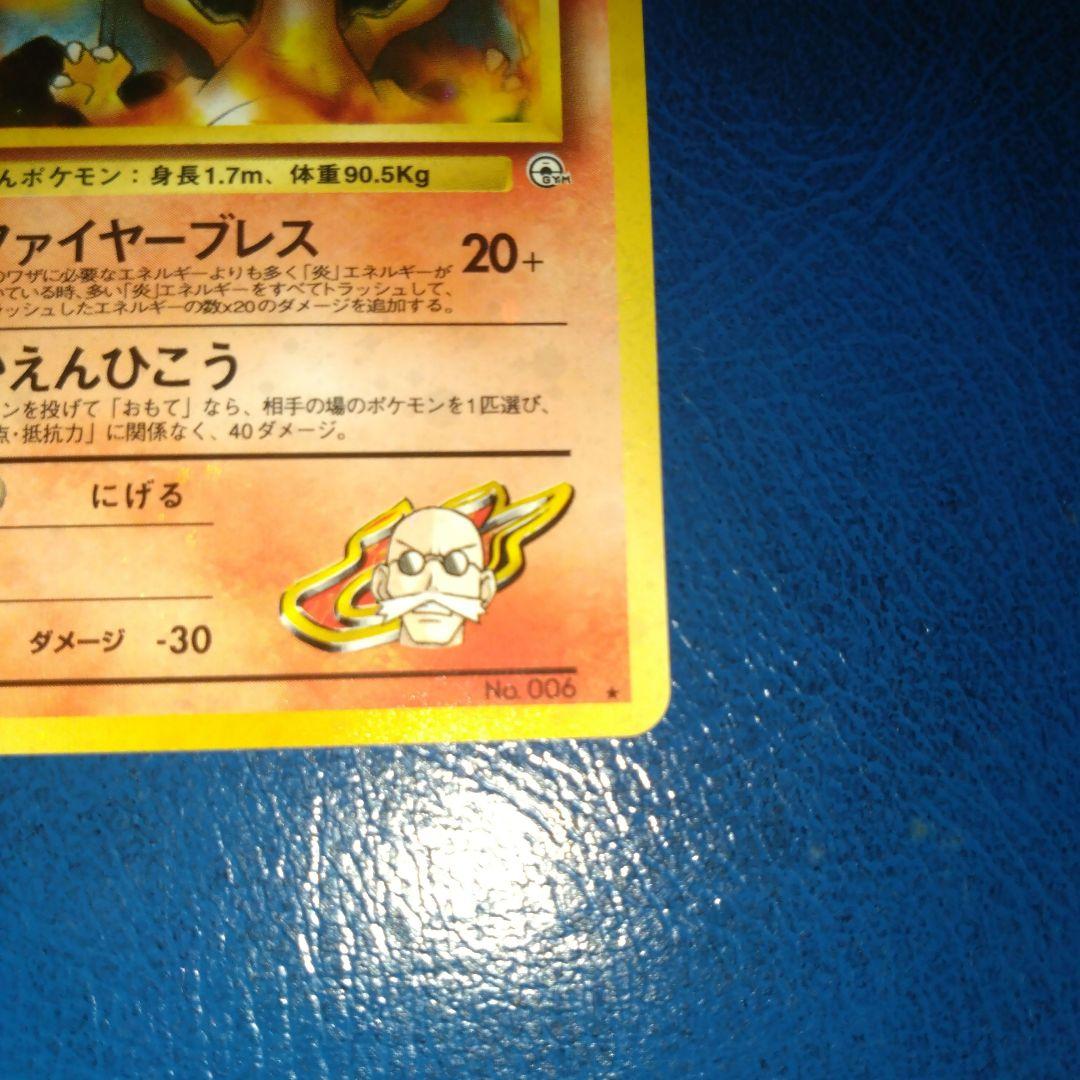 んポケモン：身長1.7m、体重90.5Kg
GYM
ファイヤーブレス 20+
のワザに必要なエネルギーよりも多く「炎」エネルギーが
いている時、多い「炎」エネルギーをすべてトラッシュして、
ラッシュしたエネルギーの数x20のダメージを追加する。
かえんひこう
ンを投げて「おもて」なら、相手の場のポケモンを1匹選び、
点・抵抗力」に関係なく、40ダメージ。
にげる
ダメージ -30
No. 006 ★